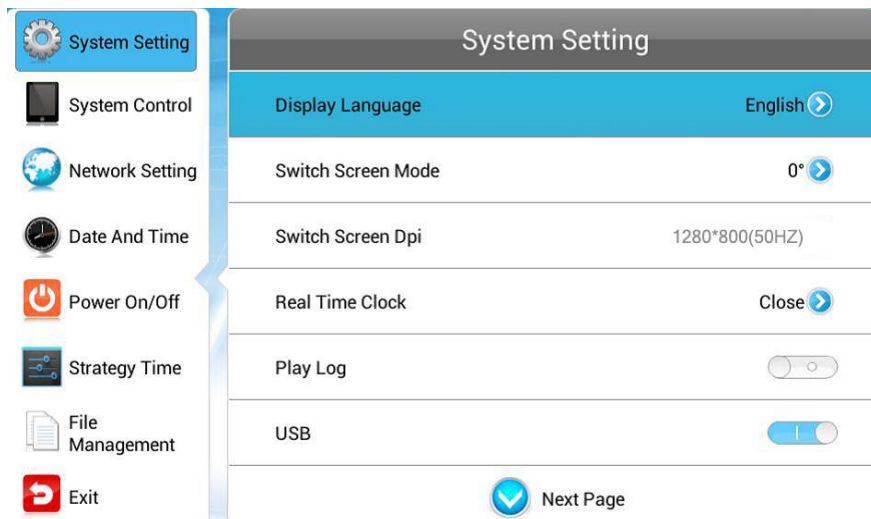 System Setting
System Control
Network Setting
Date And Time
Power On/Off
Strategy Time
File
Management
Exit
System Setting
Display Language English
Switch Screen Mode 0°
Switch Screen Dpi 1280*800(50HZ)
Real Time Clock Close
Play Log
USB
Next Page